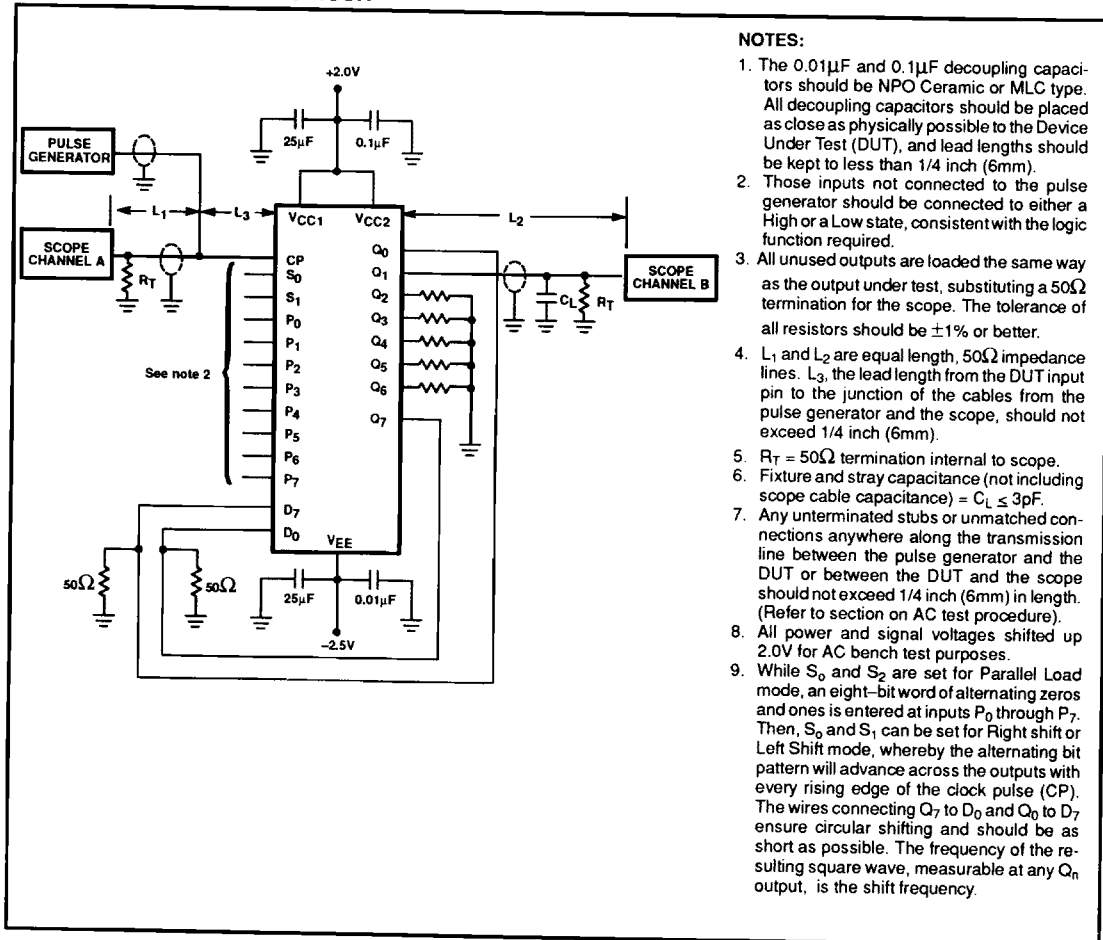 +2.0V
25μF
0.1μF
PULSE
GENERATOR
L1
L3
VCC1
VCC2
L2
SCOPE
CHANNEL A
RT
CP
S0
S1
P0
P1
P2
P3
P4
P5
P6
P7
D7
D0
See note 2
Q0
Q1
Q2
Q3
Q4
Q5
Q6
Q7
CL
RT
SCOPE
CHANNEL B
VEE
50Ω
50Ω
25μF
0.01μF
–2.5V
NOTES:
1. The 0.01μF and 0.1μF decoupling capaci-
tors should be NPO Ceramic or MLC type.
All decoupling capacitors should be placed
as close as physically possible to the Device
Under Test (DUT), and lead lengths should
be kept to less than 1/4 inch (6mm).
2. Those inputs not connected to the pulse
generator should be connected to either a
High or a Low state, consistent with the logic
function required.
3. All unused outputs are loaded the same way
as the output under test, substituting a 50Ω
termination for the scope. The tolerance of
all resistors should be ±1% or better.
4. L1 and L2 are equal length, 50Ω impedance
lines. L3, the lead length from the DUT input
pin to the junction of the cables from the
pulse generator and the scope, should not
exceed 1/4 inch (6mm).
5. RT = 50Ω termination internal to scope.
6. Fixture and stray capacitance (not including
scope cable capacitance) = CL ≤ 3pF.
7. Any unterminated stubs or unmatched con-
nections anywhere along the transmission
line between the pulse generator and the
DUT or between the DUT and the scope
should not exceed 1/4 inch (6mm) in length.
(Refer to section on AC test procedure).
8. All power and signal voltages shifted up
2.0V for AC bench test purposes.
9. While So and S2 are set for Parallel Load
mode, an eight–bit word of alternating zeros
and ones is entered at inputs P0 through P7.
Then, So and S1 can be set for Right shift or
Left Shift mode, whereby the alternating bit
pattern will advance across the outputs with
every rising edge of the clock pulse (CP).
The wires connecting Q7 to D0 and Q0 to D7
ensure circular shifting and should be as
short as possible. The frequency of the re-
sulting square wave, measurable at any Qn
output, is the shift frequency.